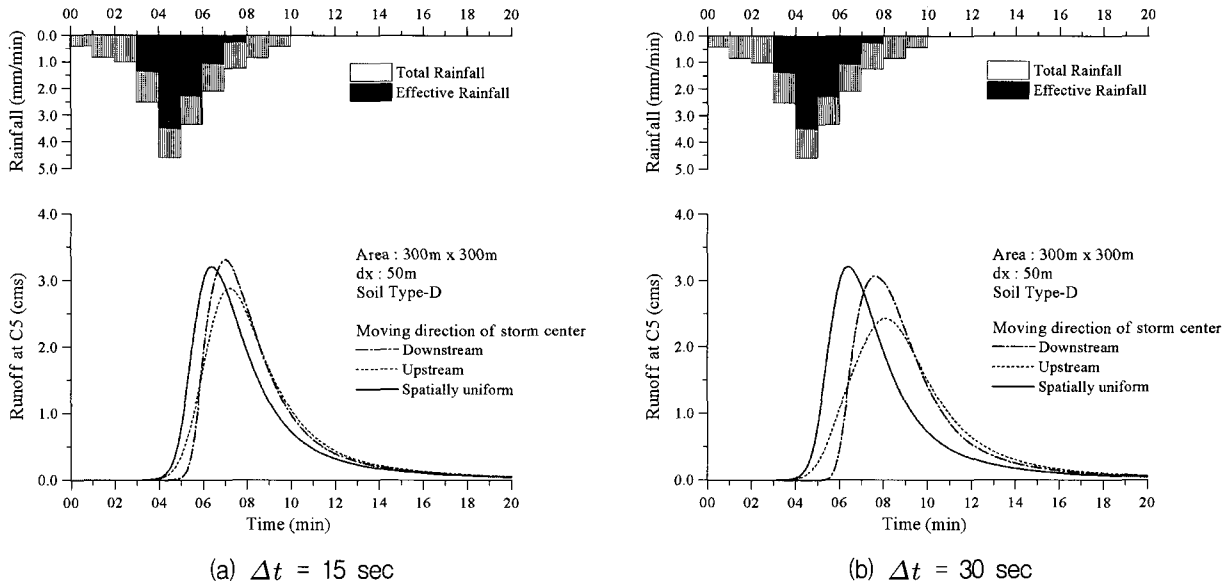 00 02 04 06 08 10 12 14 16 18 20
0.0
1.0
2.0
3.0
4.0
5.0
Rainfall (mm/min)
Total Rainfall
Effective Rainfall
4.0
3.0
2.0
1.0
0.0
Runoff at C5 (cms)
Area : 300m x 300m
dx : 50m
Soil Type-D
Moving direction of storm center
Downstream
Upstream
Spatially uniform
00 02 04 06 08 10 12 14 16 18 20
Time (min)
(a) Δt = 15 sec
00 02 04 06 08 10 12 14 16 18 20
0.0
1.0
2.0
3.0
4.0
5.0
Rainfall (mm/min)
Total Rainfall
Effective Rainfall
4.0
3.0
2.0
1.0
0.0
Runoff at C5 (cms)
Area : 300m x 300m
dx : 50m
Soil Type-D
Moving direction of storm center
Downstream
Upstream
Spatially uniform
00 02 04 06 08 10 12 14 16 18 20
Time (min)
(b) Δt = 30 sec